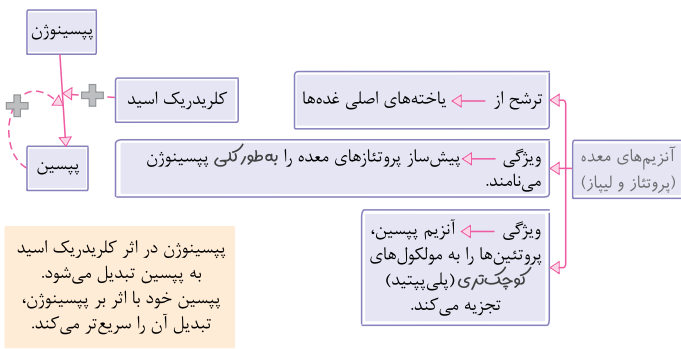 آنزیم‌های معده
(پروتئاز و لیپاز)
ترشح از یاخته‌های اصلی غده‌ها
ویژگی پیش‌ساز پروتئازهای معده را به‌طور کلی پپسینوژن
می‌نامند.
ویژگی آنزیم پپسین،
پروتئین‌ها را به مولکول‌های
کوچک‌تری (پلی‌پپتید)
تجزیه می‌کند.
پپسینوژن
کلریدریک اسید
پپسین
پپسینوژن در اثر کلریدریک اسید
به پپسین تبدیل می‌شود.
پپسین خود با اثر بر پپسینوژن،
تبدیل آن را سریع‌تر می‌کند.